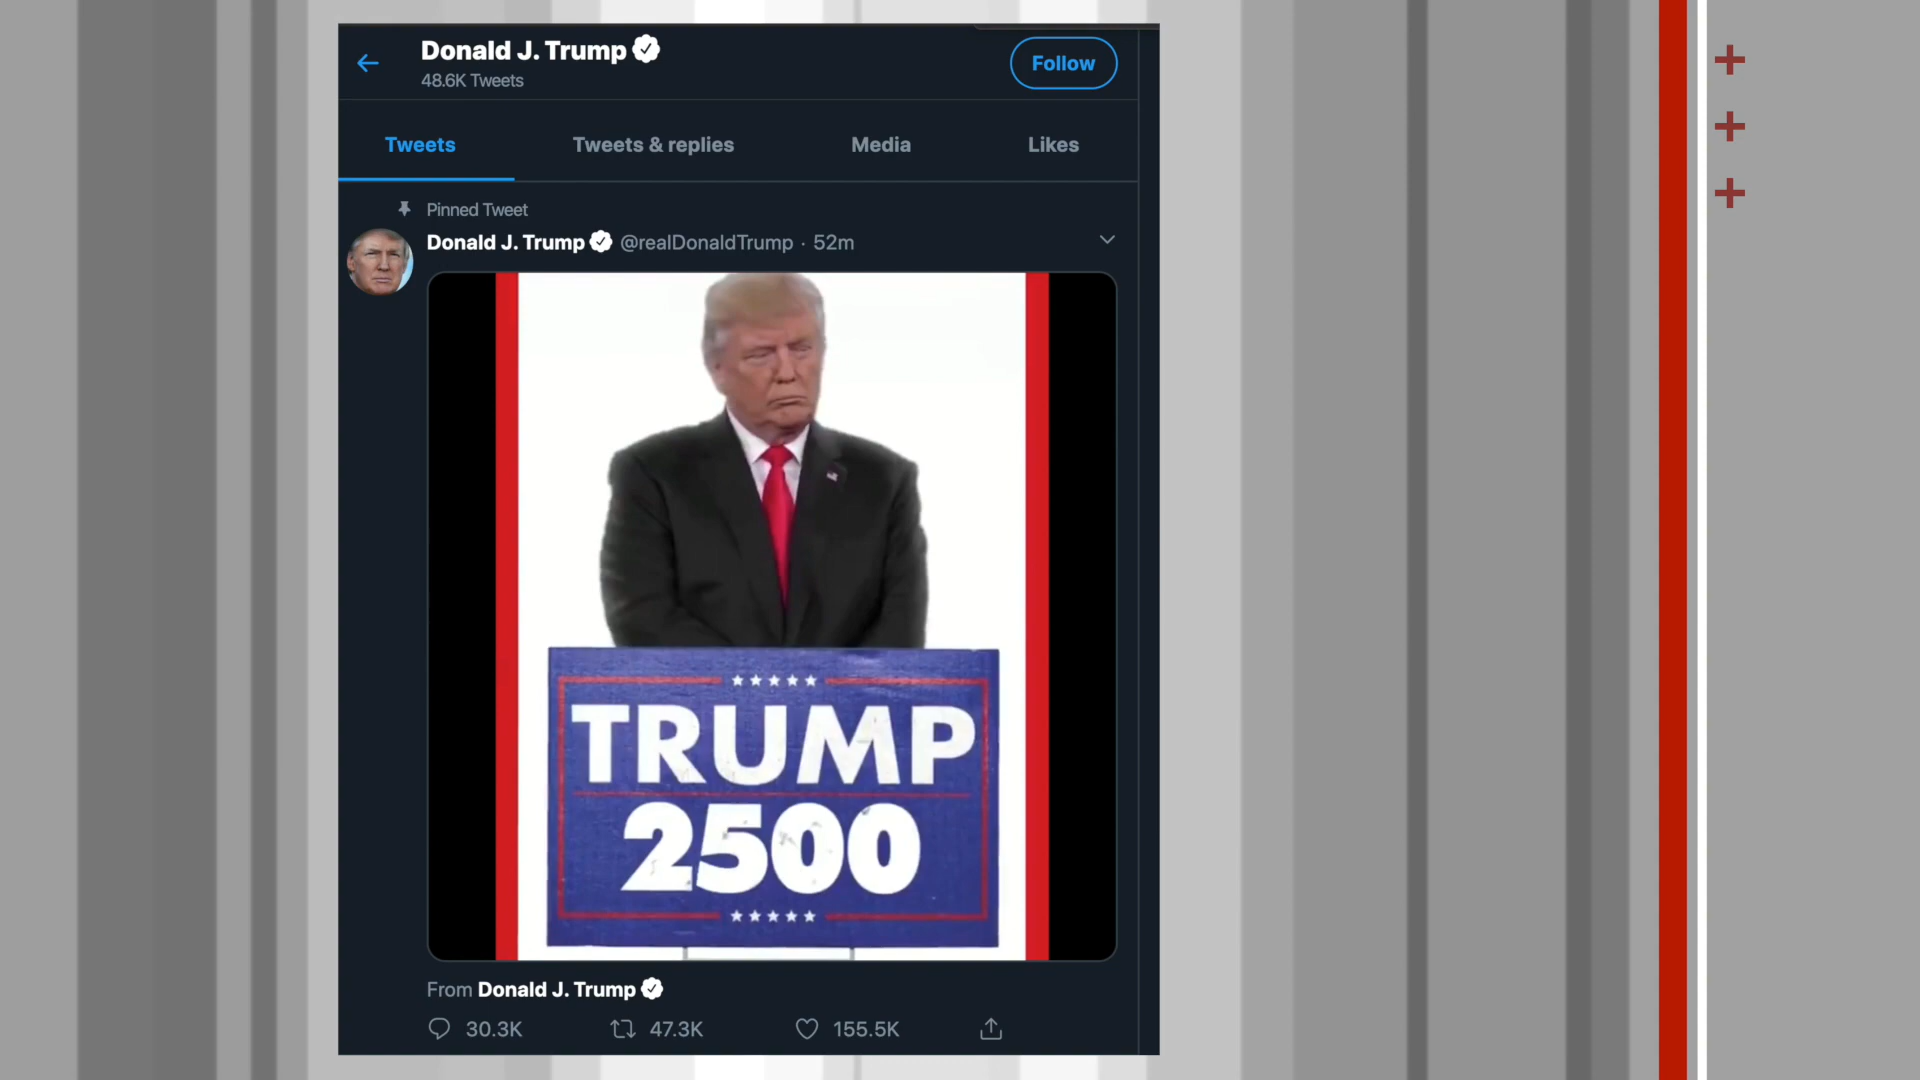 Donald J. Trump
48.6K Tweets
Follow
Tweets
Tweets & replies
Media
Likes
Pinned Tweet
Donald J. Trump @realDonaldTrump · 52m
TRUMP
2500
From Donald J. Trump
30.3K
47.3K
155.5K